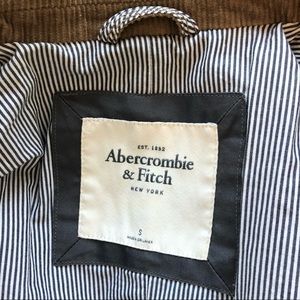 EST. 1892
Abercrombie
& Fitch
NEW YORK
S